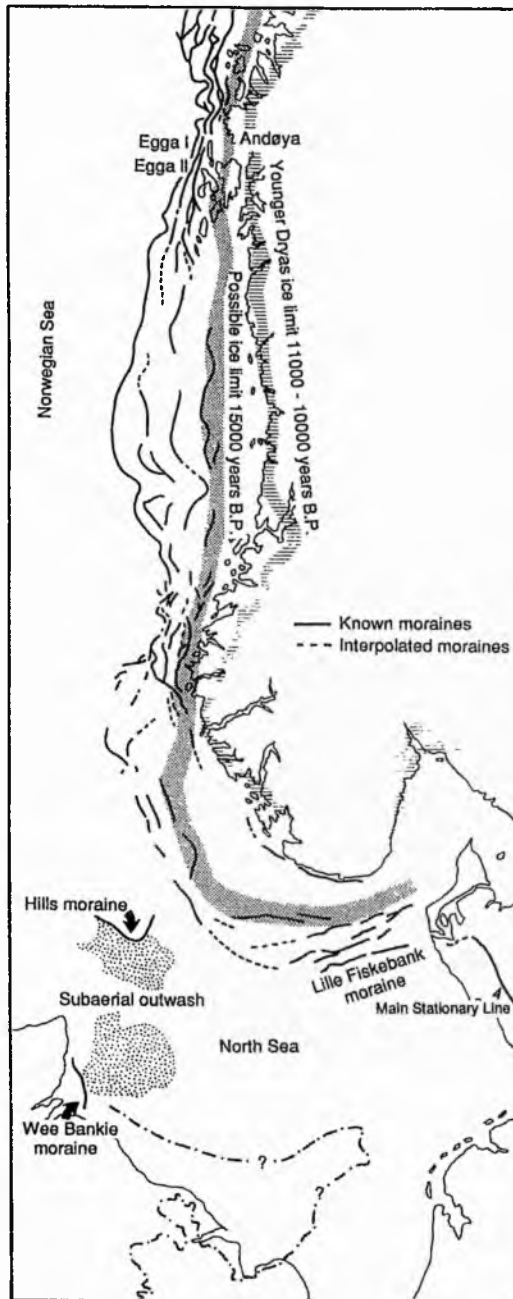 Egga I
Egga II
Andøya
Younger Dryas ice limit 11000 - 10000 years B.P.
Possible ice limit 15000 years B.P.
Norwegian Sea
Known moraines
Interpolated moraines
Hills moraine
Subaerial outwash
Lille Fiskebank
moraine
Main Stationary Line
North Sea
Wee Bankie
moraine
?
?